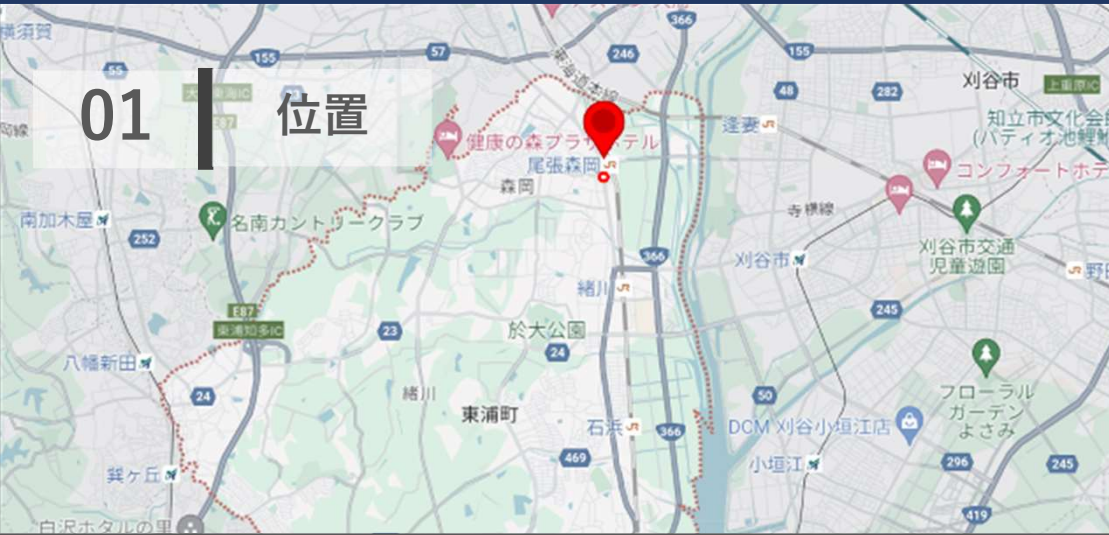 横須賀
155
57
246
366
155
55
01
位置
48
282
刈谷市
上重原IC
知立市文化会
(パティオ池鯉鮒
逢妻
健康の森プラザホテル
尾張森岡
森岡
コンフォートホテ
南加木屋
252
名南カントリークラブ
寺横線
刈谷市
刈谷市交通
児童遊園
366
緒川
245
E87
東浦知多IC
23
於大公園
24
八幡新田
24
緒川
東浦町
50
フローラル
ガーデン
よさみ
石浜
366
DCM 刈谷小垣江店
469
小垣江
296
245
巽ヶ丘
419
白沢ホタルの里
東海道本線